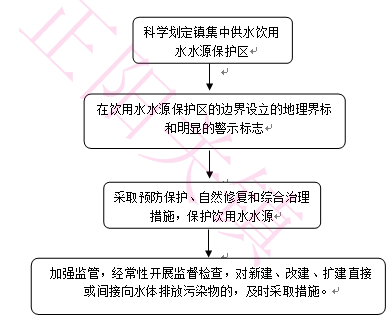 科学划定镇集中供水饮用
水水源保护区
在饮用水水源保护区的边界设立的地理界标
和明显的警示标志
采取预防保护、自然修复和综合治理
措施，保护饮用水水源
加强监管，经常性开展监督检查，对新建、改建、扩建直接
或间接向水体排放污染物的，及时采取措施。
正阳关镇